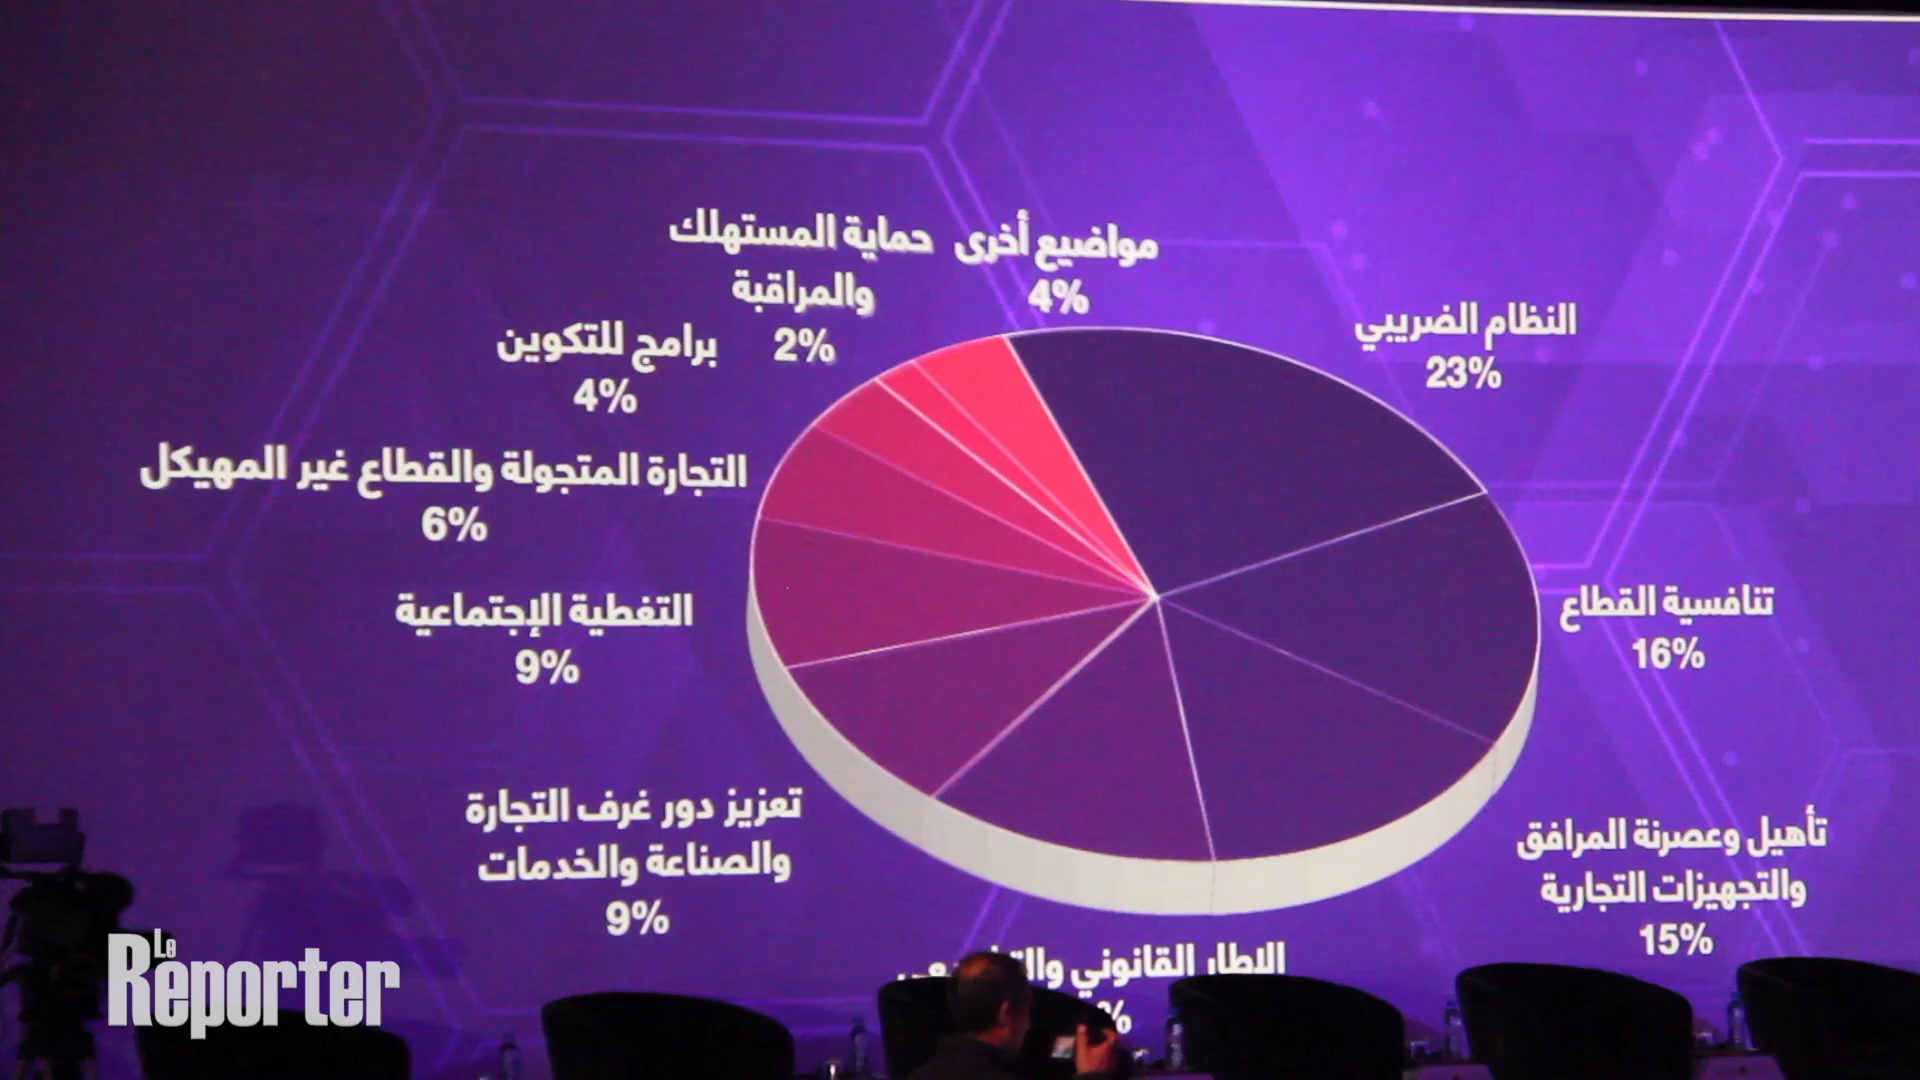 مواضيع أخرى
4%
حماية المستهلك
والمراقبة
2%
النظام الضريبي
23%
برامج للتكوين
4%
التجارة المتجولة والقطاع غير المهيكل
6%
تنافسية القطاع
16%
التغطية الإجتماعية
9%
تعزيز دور غرف التجارة
والصناعة والخدمات
9%
تأهيل وعصرنة المرافق
والتجهيزات التجارية
15%
الاطار القانوني
%
Le
Reporter